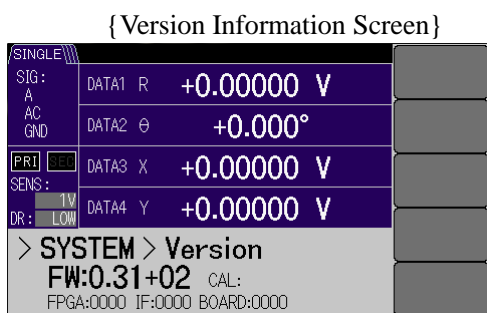 {Version Information Screen}
SINGLE
SIG:
A
AC
GND
DATA1 R +0.00000 V
DATA2 θ +0.000°
PRI SEC
DATA3 X +0.00000 V
SENS:
1V
DATA4 Y +0.00000 V
DR: LOW
> SYSTEM > Version
FW:0.31+02 CAL:
FPGA:0000 IF:0000 BOARD:0000